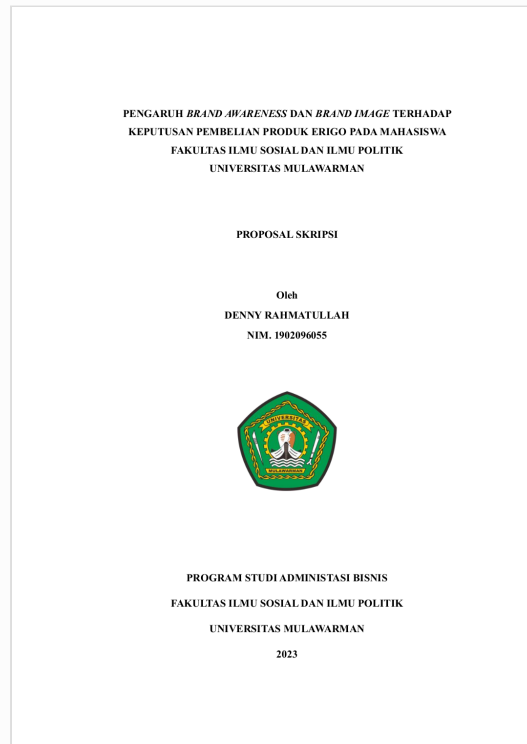 PENGARUH BRAND AWARENESS DAN BRAND IMAGE TERHADAP
KEPUTUSAN PEMBELIAN PRODUK ERIGO PADA MAHASISWA
FAKULTAS ILMU SOSIAL DAN ILMU POLITIK
UNIVERSITAS MULAWARMAN
PROPOSAL SKRIPSI
Oleh
DENNY RAHMATULLAH
NIM. 1902096055
UNIVERSITAS
MULAWARMAN
PROGRAM STUDI ADMINISTASI BISNIS
FAKULTAS ILMU SOSIAL DAN ILMU POLITIK
UNIVERSITAS MULAWARMAN
2023